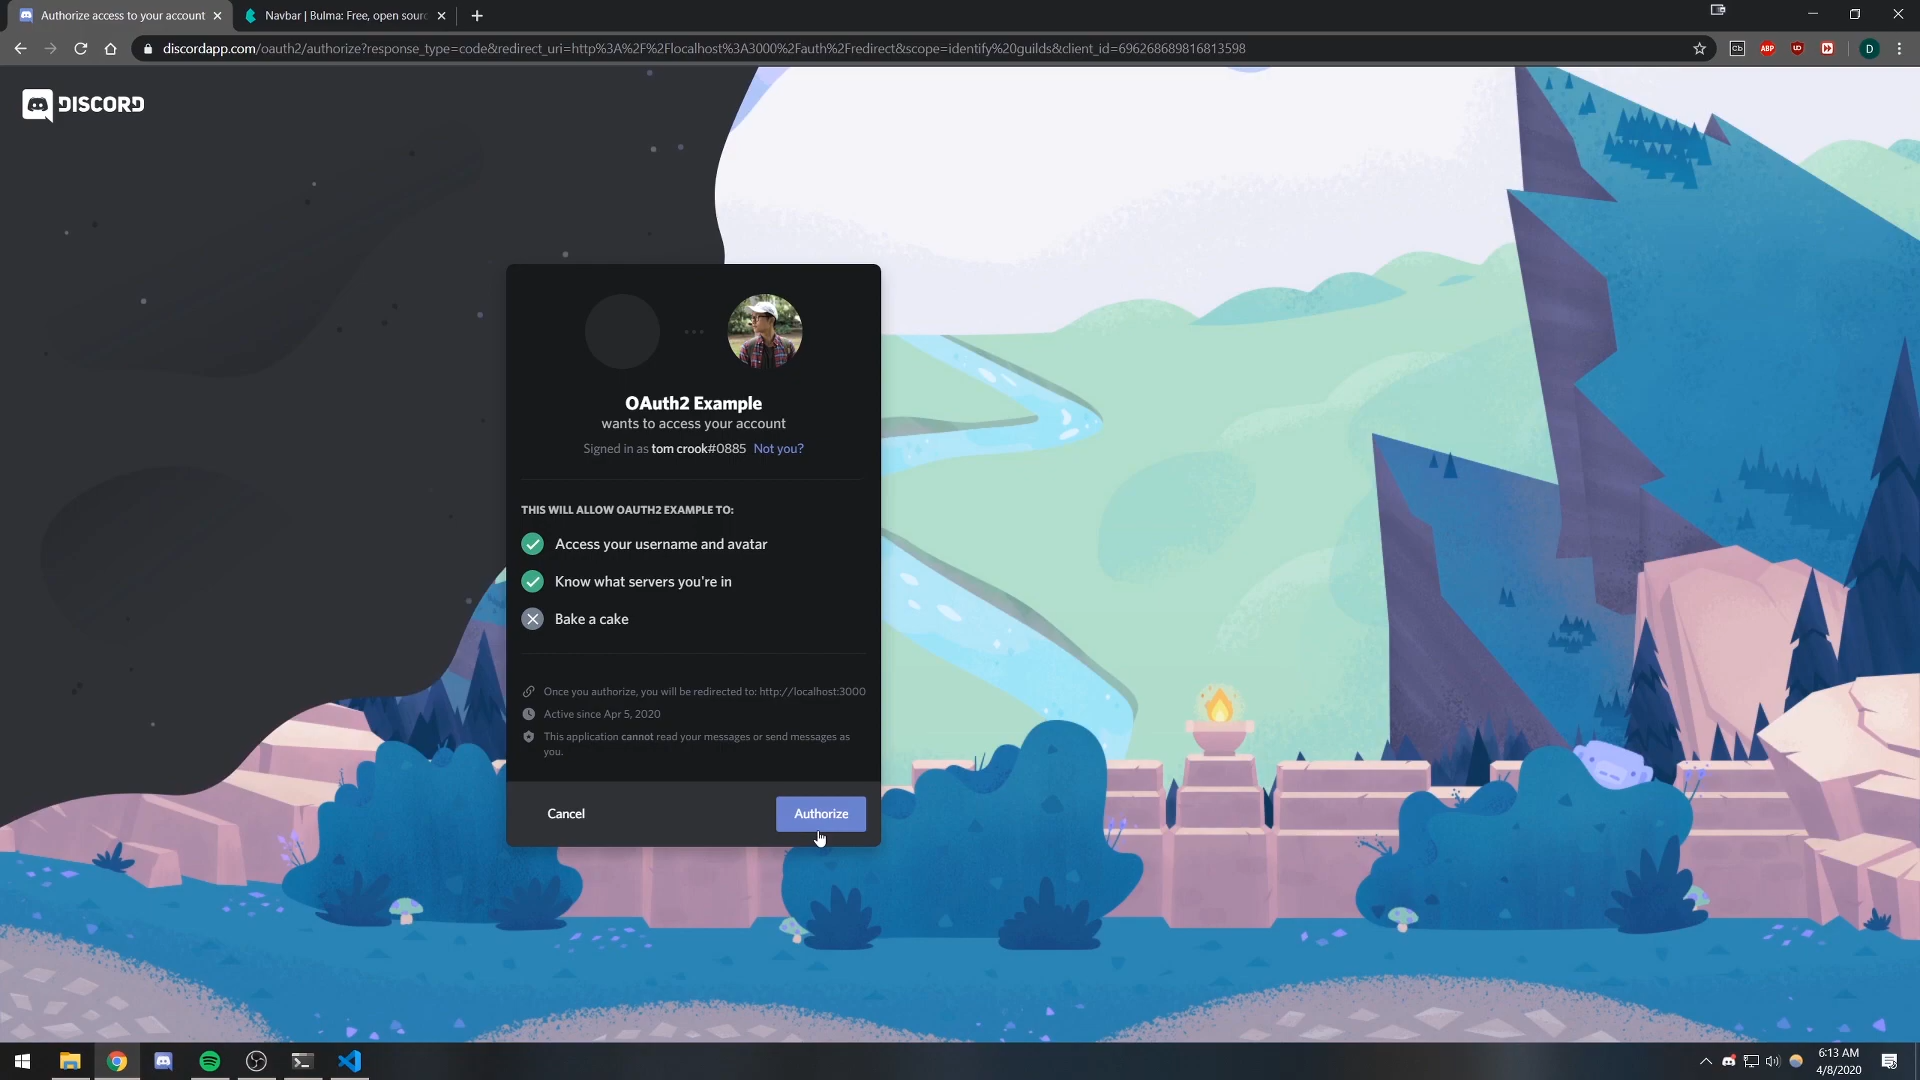 Authorize access to your account
Navbar | Bulma: Free, open sourc
discordapp.com/oauth2/authorize?response_type=code&redirect_uri=http%3A%2F%2Flocalhost%3A3000%2Fauth%2Fredirect&scope=identify%20guilds&client_id=696268689816813598
Cb
ABP
D
DISCORD
OAuth2 Example
wants to access your account
Signed in as tom crook#0885 Not you?
THIS WILL ALLOW OAUTH2 EXAMPLE TO:
Access your username and avatar
Know what servers you're in
Bake a cake
Once you authorize, you will be redirected to: http://localhost:3000
Active since Apr 5, 2020
This application cannot read your messages or send messages as
you.
Cancel
Authorize
6:13 AM
4/8/2020